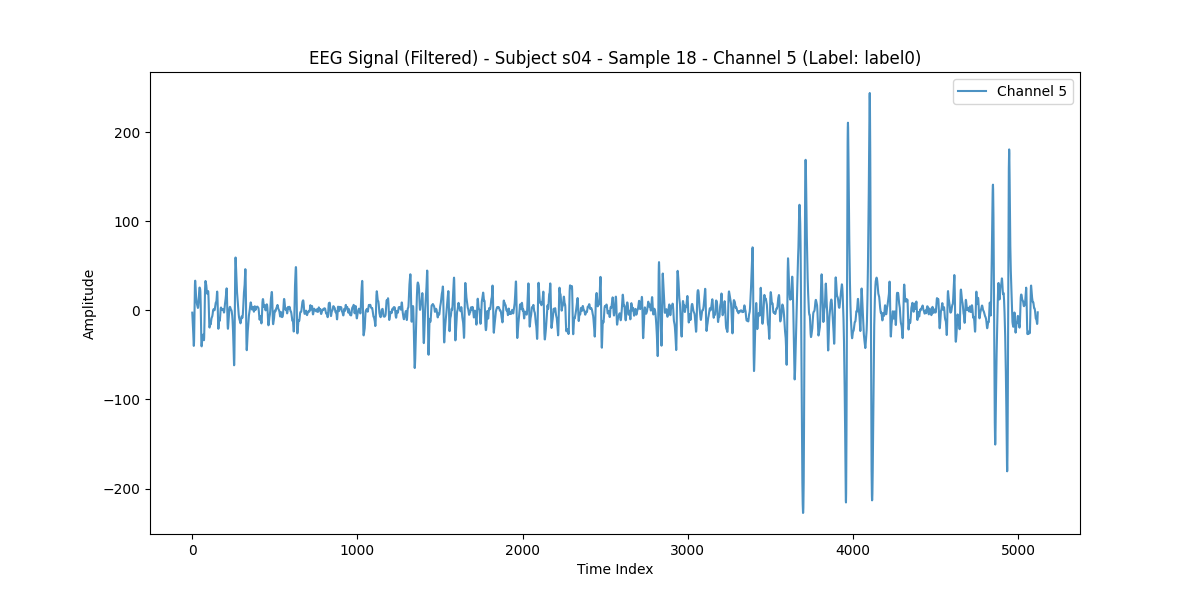 EEG Signal (Filtered) - Subject s04 - Sample 18 - Channel 5 (Label: label0)
Channel 5
200
100
0
−100
−200
Amplitude
0 1000 2000 3000 4000 5000
Time Index